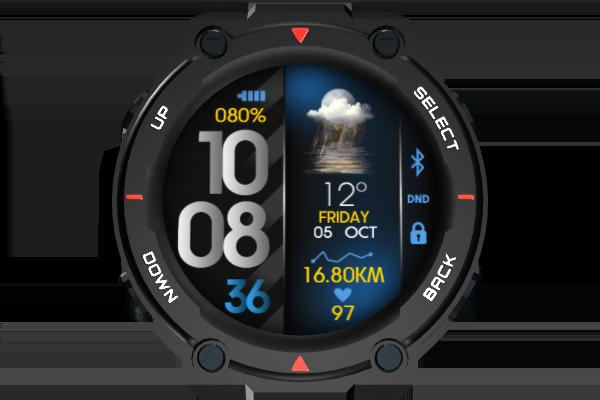 UP
SELECT
DOWN
BACK
080%
10
08
36
12°
FRIDAY
05 OCT
16.80KM
97
DND